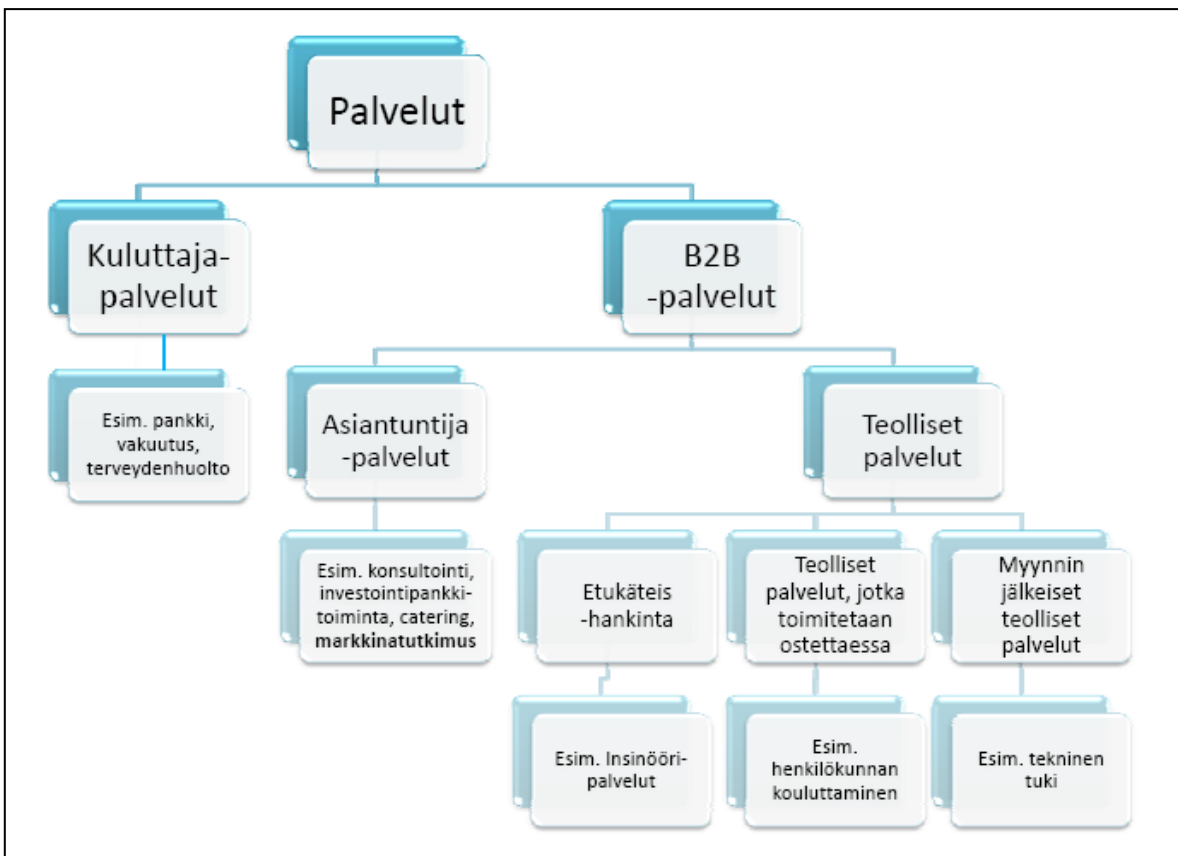 Palvelut
Kuluttaja-
palvelut
B2B
-palvelut
Esim. pankki,
vakuutus,
terveydenhuolto
Asiantuntija
-palvelut
Teolliset
palvelut
Esim. konsultointi,
investointipankki-
toiminta, catering,
markkinatutkimus
Etukäteis
-hankinta
Teolliset
palvelut, jotka
toimitetaan
ostettaessa
Myynnin
jälkeiset
teolliset
palvelut
Esim. Insinööri-
palvelut
Esim.
henkilökunnan
kouluttaminen
Esim. tekninen
tuki